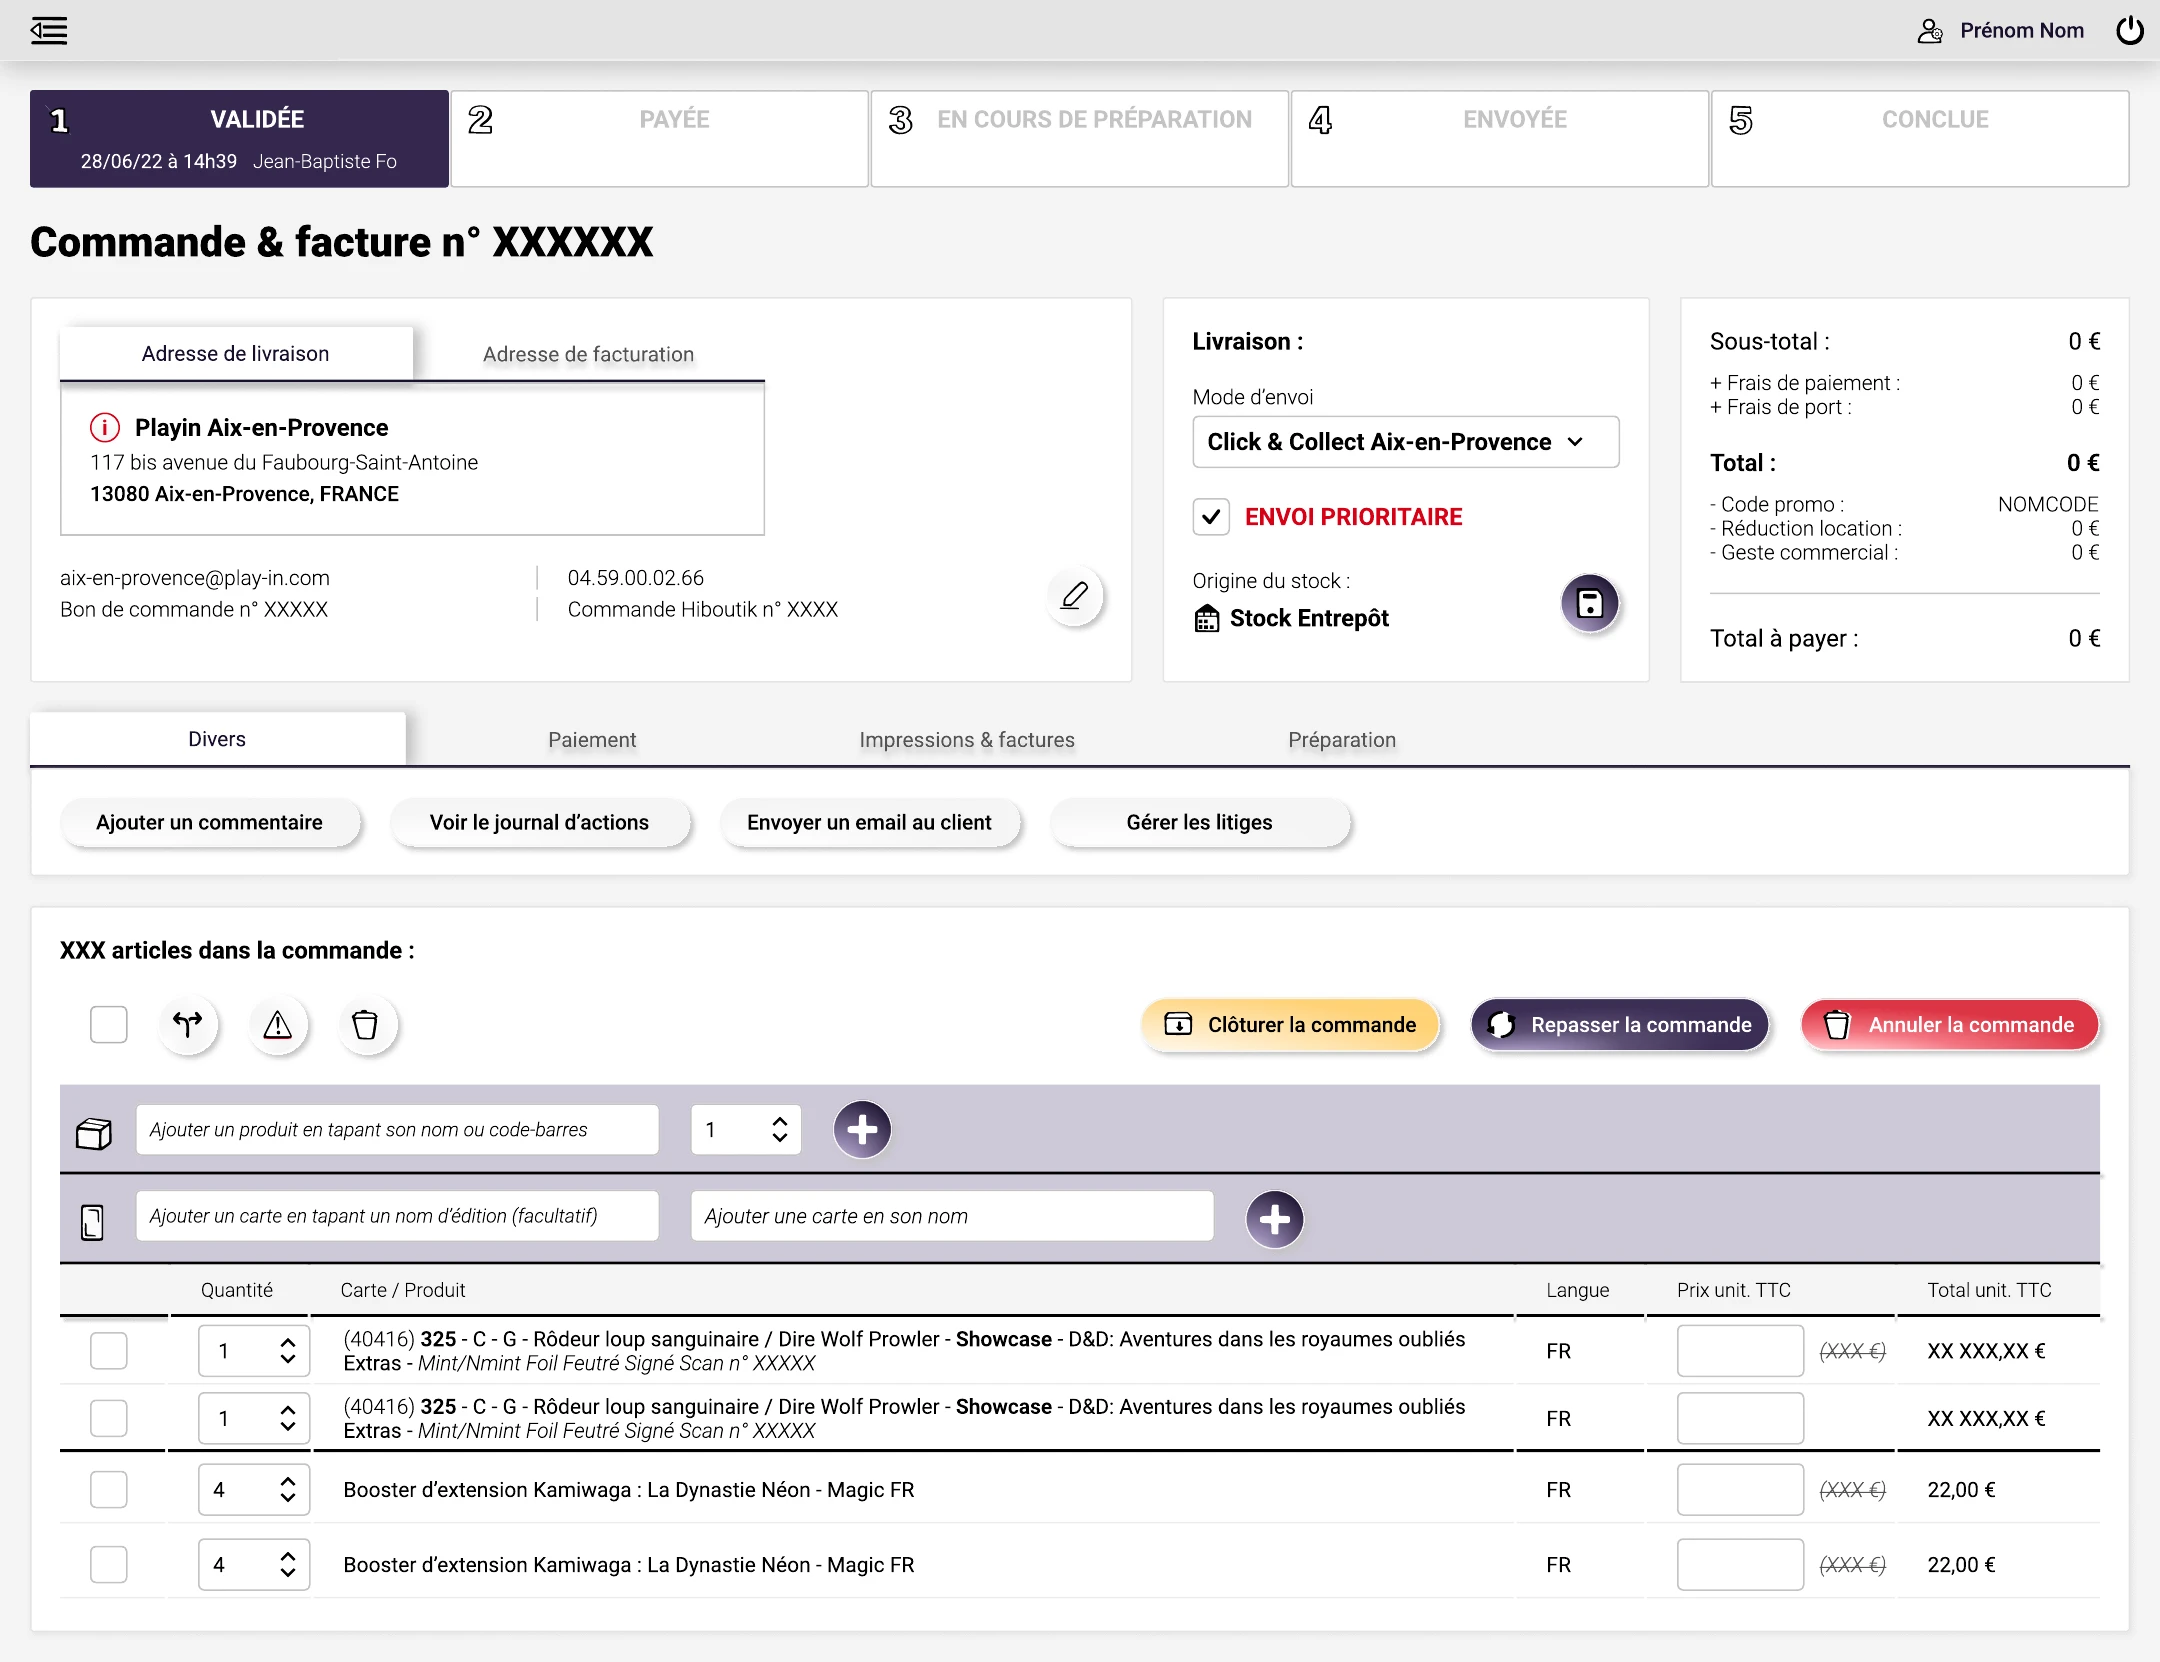 Prénom Nom
1 VALIDÉE
28/06/22 à 14h39 Jean-Baptiste Fo
2 PAYÉE
3 EN COURS DE PRÉPARATION
4 ENVOYÉE
5 CONCLUE
Commande & facture n° XXXXXX
Adresse de livraison
Adresse de facturation
Playin Aix-en-Provence
117 bis avenue du Faubourg-Saint-Antoine
13080 Aix-en-Provence, FRANCE
aix-en-provence@play-in.com
04.59.00.02.66
Bon de commande n° XXXXX
Commande Hiboutik n° XXXX
Livraison :
Mode d’envoi
Click & Collect Aix-en-Provence
ENVOI PRIORITAIRE
Origine du stock :
Stock Entrepôt
Sous-total : 0 €
+ Frais de paiement : 0 €
+ Frais de port : 0 €
Total : 0 €
- Code promo : NOMCODE
- Réduction location : 0 €
- Geste commercial : 0 €
Total à payer : 0 €
Divers
Paiement
Impressions & factures
Préparation
Ajouter un commentaire
Voir le journal d’actions
Envoyer un email au client
Gérer les litiges
XXX articles dans la commande :
Clôturer la commande
Repasser la commande
Annuler la commande
Ajouter un produit en tapant son nom ou code-barres
1
Ajouter un carte en tapant un nom d’édition (facultatif)
Ajouter une carte en son nom
Quantité Carte / Produit Langue Prix unit. TTC Total unit. TTC
1 (40416) 325 - C - G - Rôdeur loup sanguinaire / Dire Wolf Prowler - Showcase - D&D: Aventures dans les royaumes oubliés FR (XXX €) XX XXX,XX €
Extras - Mint/Nmint Foil Feutré Signé Scan n° XXXXX
1 (40416) 325 - C - G - Rôdeur loup sanguinaire / Dire Wolf Prowler - Showcase - D&D: Aventures dans les royaumes oubliés FR XX XXX,XX €
Extras - Mint/Nmint Foil Feutré Signé Scan n° XXXXX
4 Booster d’extension Kamiwaga : La Dynastie Néon - Magic FR FR (XXX €) 22,00 €
4 Booster d’extension Kamiwaga : La Dynastie Néon - Magic FR FR (XXX €) 22,00 €